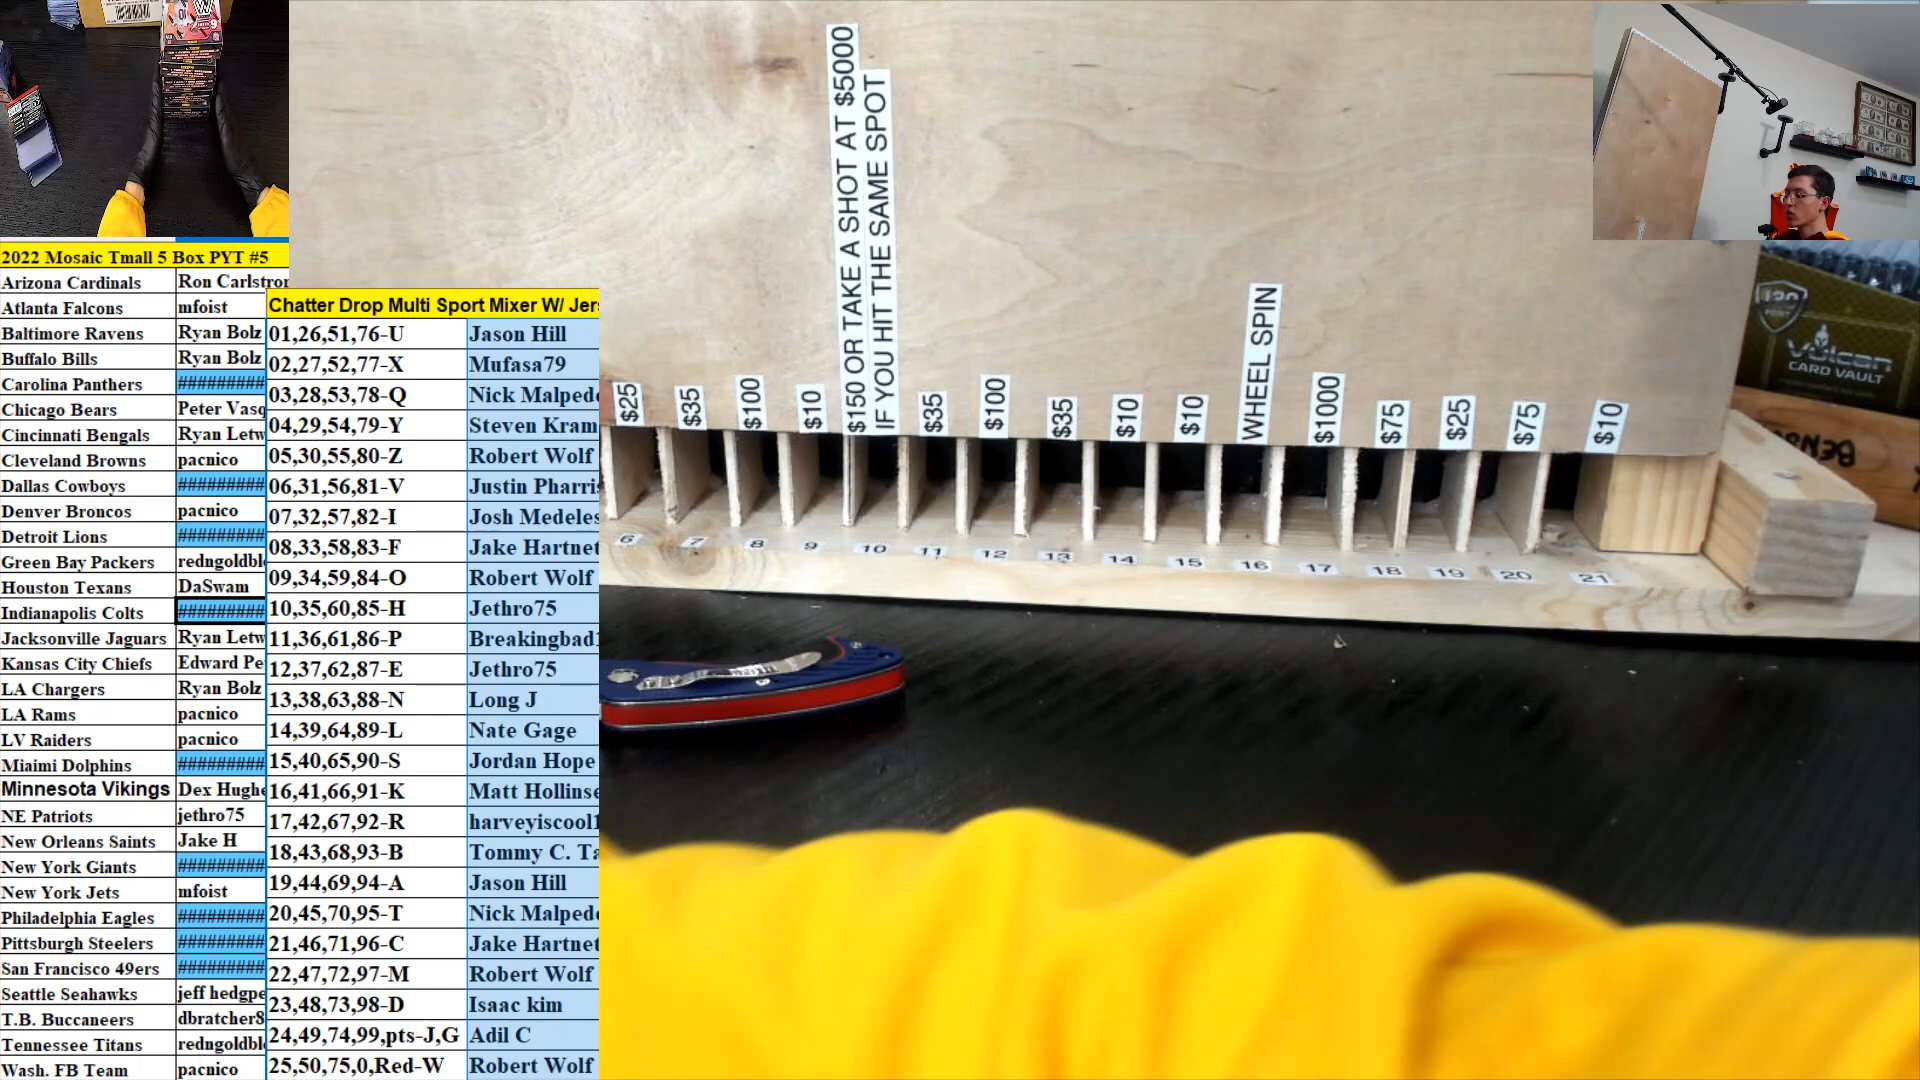 2022 Mosaic Tmall 5 Box PYT #5
Arizona Cardinals Ron Carlstrom
Atlanta Falcons mfoist
Baltimore Ravens Ryan Bolz
Buffalo Bills Ryan Bolz
Carolina Panthers #########
Chicago Bears Peter Vasq
Cincinnati Bengals Ryan Letw
Cleveland Browns pacnico
Dallas Cowboys #########
Denver Broncos pacnico
Detroit Lions #########
Green Bay Packers redngoldbl
Houston Texans DaSwam
Indianapolis Colts #########
Jacksonville Jaguars Ryan Letw
Kansas City Chiefs Edward Pe
LA Chargers Ryan Bolz
LA Rams pacnico
LV Raiders pacnico
Miaimi Dolphins #########
Minnesota Vikings Dex Hughe
NE Patriots jethro75
New Orleans Saints Jake H
New York Giants #########
New York Jets mfoist
Philadelphia Eagles #########
Pittsburgh Steelers #########
San Francisco 49ers #########
Seattle Seahawks jeff hedgpe
T.B. Buccaneers dbratcher8
Tennessee Titans redngoldbl
Wash. FB Team pacnico
Chatter Drop Multi Sport Mixer W/ Jers
01,26,51,76-U Jason Hill
02,27,52,77-X Mufasa79
03,28,53,78-Q Nick Malpede
04,29,54,79-Y Steven Kram
05,30,55,80-Z Robert Wolf
06,31,56,81-V Justin Pharris
07,32,57,82-I Josh Medeles
08,33,58,83-F Jake Hartnet
09,34,59,84-O Robert Wolf
10,35,60,85-H Jethro75
11,36,61,86-P Breakingbad1
12,37,62,87-E Jethro75
13,38,63,88-N Long J
14,39,64,89-L Nate Gage
15,40,65,90-S Jordan Hope
16,41,66,91-K Matt Hollinse
17,42,67,92-R harveyiscool1
18,43,68,93-B Tommy C. Ta
19,44,69,94-A Jason Hill
20,45,70,95-T Nick Malpede
21,46,71,96-C Jake Hartnet
22,47,72,97-M Robert Wolf
23,48,73,98-D Isaac kim
24,49,74,99,pts-J,G Adil C
25,50,75,0,Red-W Robert Wolf
$25
$35
$100
$10
$150 OR TAKE A SHOT AT $5000
IF YOU HIT THE SAME SPOT
$35
$100
$35
$10
$10
WHEEL SPIN
$1000
$75
$25
$75
$10
6 7 8 9 10 11 12 13 14 15 16 17 18 19 20 21
130
POINT
VULCAN
CARD VAULT